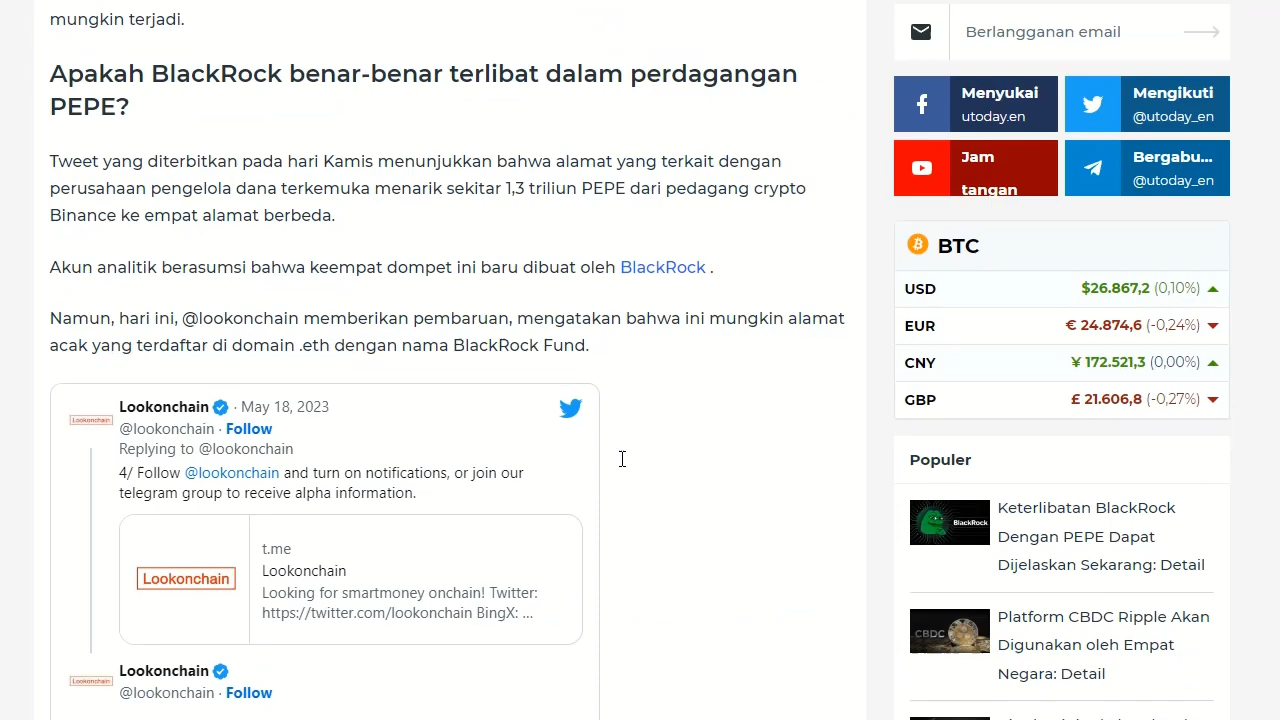 mungkin terjadi.
Apakah BlackRock benar-benar terlibat dalam perdagangan
PEPE?
Tweet yang diterbitkan pada hari Kamis menunjukkan bahwa alamat yang terkait dengan
perusahaan pengelola dana terkemuka menarik sekitar 1,3 triliun PEPE dari pedagang crypto
Binance ke empat alamat berbeda.
Akun analitik berasumsi bahwa keempat dompet ini baru dibuat oleh BlackRock .
Namun, hari ini, @lookonchain memberikan pembaruan, mengatakan bahwa ini mungkin alamat
acak yang terdaftar di domain .eth dengan nama BlackRock Fund.
Lookonchain
Lookonchain · May 18, 2023
@lookonchain · Follow
Replying to @lookonchain
4/ Follow @lookonchain and turn on notifications, or join our
telegram group to receive alpha information.
Lookonchain
t.me
Lookonchain
Looking for smartmoney onchain! Twitter:
https://twitter.com/lookonchain BingX: ...
Lookonchain
Lookonchain
@lookonchain · Follow
Berlangganan email
Menyukai
utoday.en
Mengikuti
@utoday_en
Jam
tangan
Bergabu...
@utoday_en
BTC
USD $26.867,2 (0,10%)
EUR € 24.874,6 (-0,24%)
CNY ¥ 172.521,3 (0,00%)
GBP £ 21.606,8 (-0,27%)
Populer
BlackRock
Keterlibatan BlackRock
Dengan PEPE Dapat
Dijelaskan Sekarang: Detail
CBDC
Platform CBDC Ripple Akan
Digunakan oleh Empat
Negara: Detail